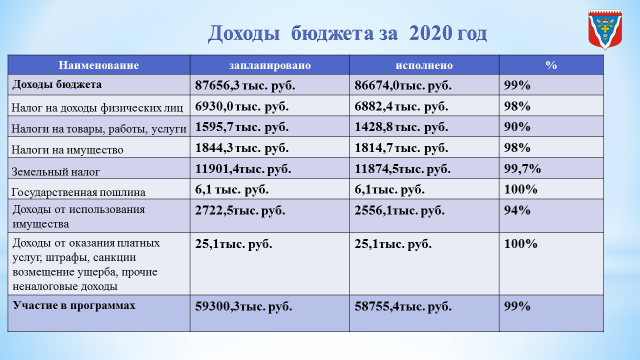 Доходы бюджета за 2020 год
Наименование запланировано исполнено %
Доходы бюджета 87656,3 тыс. руб. 86674,0тыс. руб. 99%
Налог на доходы физических лиц 6930,0 тыс. руб. 6882,4 тыс. руб. 98%
Налоги на товары, работы, услуги 1595,7 тыс. руб. 1428,8 тыс. руб. 90%
Налоги на имущество 1844,3 тыс. руб. 1814,7 тыс. руб. 98%
Земельный налог 11901,4тыс. руб. 11874,5тыс. руб. 99,7%
Государственная пошлина 6,1 тыс. руб. 6,1тыс. руб. 100%
Доходы от использования
имущества 2722,5тыс. руб. 2556,1тыс. руб. 94%
Доходы от оказания платных
услуг, штрафы, санкции
возмещение ущерба, прочие
неналоговые доходы 25,1тыс. руб. 25,1тыс. руб. 100%
Участие в программах 59300,3тыс. руб. 58755,4тыс. руб. 99%